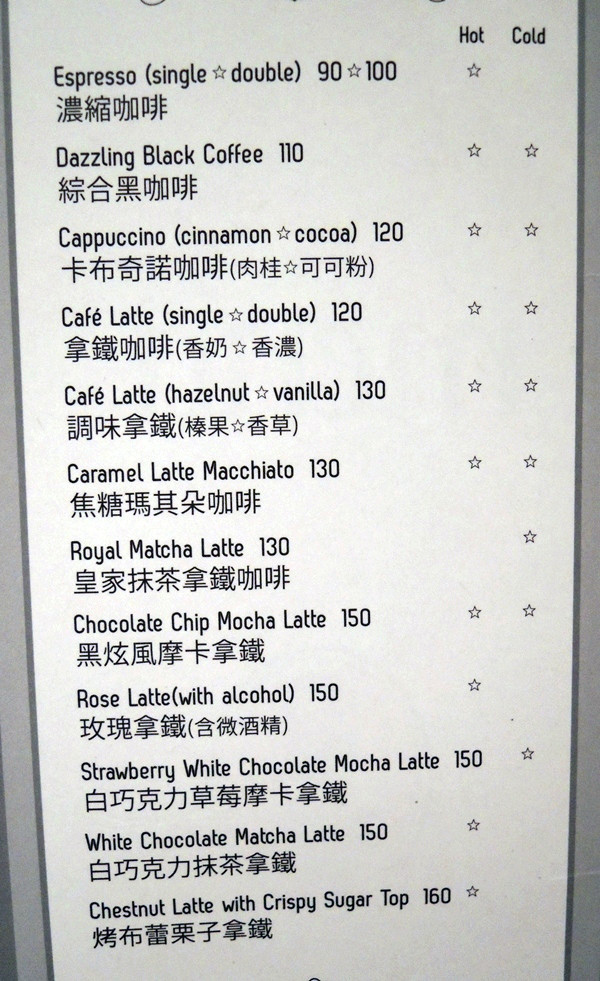 Hot Cold
Espresso (single☆double) 90☆100 ☆
濃縮咖啡
Dazzling Black Coffee 110 ☆ ☆
綜合黑咖啡
Cappuccino (cinnamon☆cocoa) 120 ☆ ☆
卡布奇諾咖啡(肉桂☆可可粉)
Café Latte (single☆double) 120 ☆ ☆
拿鐵咖啡(香奶☆香濃)
Café Latte (hazelnut☆vanilla) 130 ☆ ☆
調味拿鐵(榛果☆香草)
Caramel Latte Macchiato 130 ☆ ☆
焦糖瑪其朵咖啡
Royal Matcha Latte 130 ☆
皇家抹茶拿鐵咖啡
Chocolate Chip Mocha Latte 150 ☆ ☆
黑炫風摩卡拿鐵
Rose Latte(with alcohol) 150 ☆
玫瑰拿鐵(含微酒精)
Strawberry White Chocolate Mocha Latte 150 ☆
白巧克力草莓摩卡拿鐵
White Chocolate Matcha Latte 150 ☆
白巧克力抹茶拿鐵
Chestnut Latte with Crispy Sugar Top 160 ☆
烤布蕾栗子拿鐵